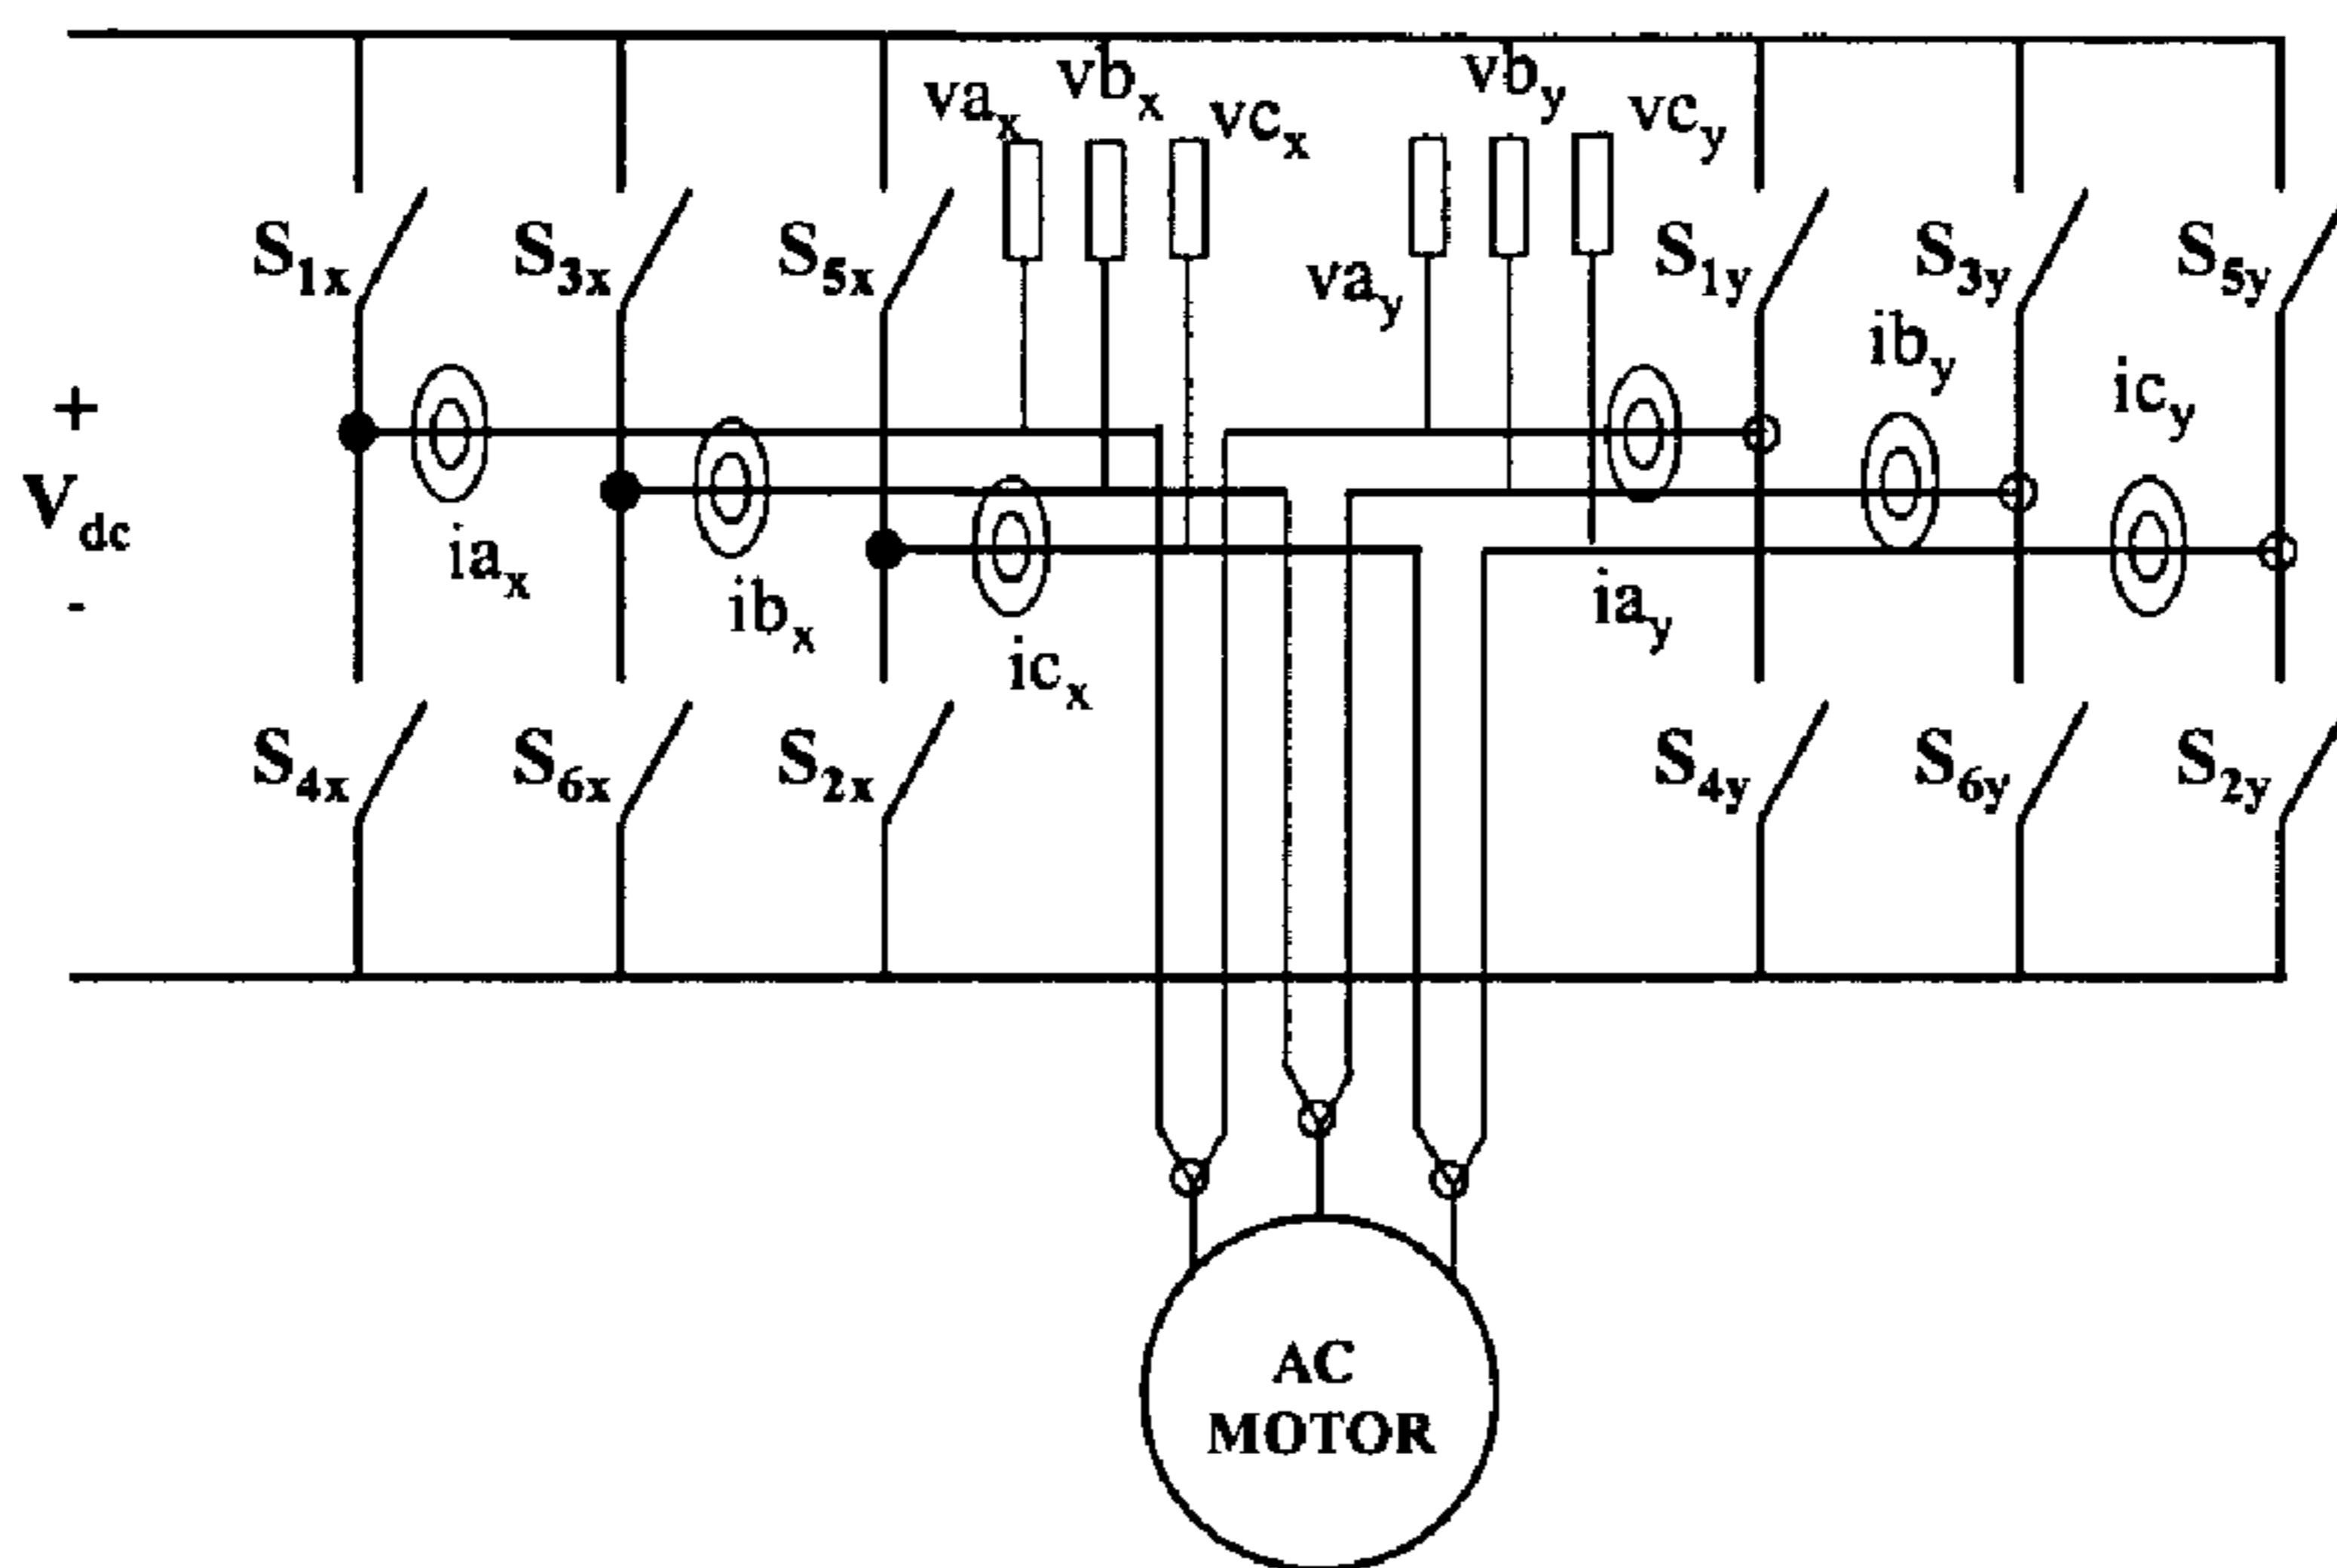 va_x
vb_x
vc_x
vb_y
vc_y
va_y
S_1x
S_3x
S_5x
S_1y
S_3y
S_5y
ib_y
ic_y
+
V_dc
-
ia_x
ib_x
ic_x
ia_y
S_4x
S_6x
S_2x
S_4y
S_6y
S_2y
AC
MOTOR